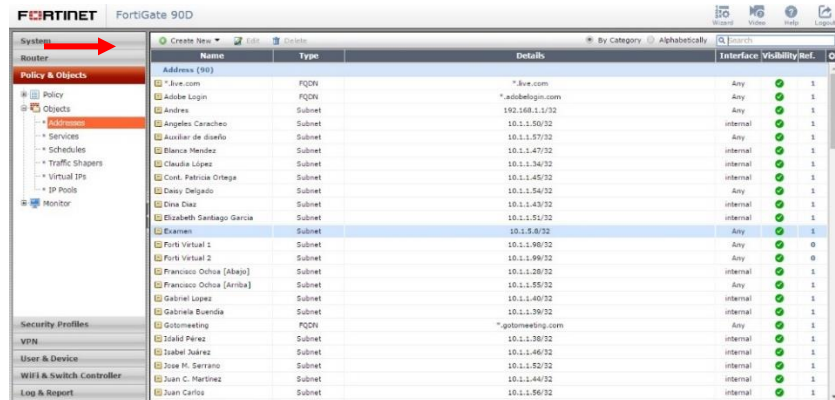 FORTINET FortiGate 90D Wizard Video Help Logout
System
Router
Policy & Objects
Policy
Objects
Addresses
Services
Schedules
Traffic Shapers
Virtual IPs
IP Pools
Monitor
Security Profiles
VPN
User & Device
WiFi & Switch Controller
Log & Report
Create New Edit Delete By Category Alphabetically Search
Name Type Details Interface Visibility Ref.
Address (90)
*.live.com FQDN *.live.com Any 1
Adobe Login FQDN *.adobelogin.com Any 1
Andres Subnet 192.168.1.1/32 Any 1
Angeles Caracheo Subnet 10.1.1.50/32 internal 1
Auxiliar de diseño Subnet 10.1.1.57/32 Any 1
Blanca Mendez Subnet 10.1.1.47/32 internal 1
Claudia López Subnet 10.1.1.34/32 internal 1
Cont. Patricia Ortega Subnet 10.1.1.45/32 internal 1
Daisy Delgado Subnet 10.1.1.54/32 Any 1
Dina Diaz Subnet 10.1.1.43/32 internal 1
Elizabeth Santiago Garcia Subnet 10.1.1.51/32 internal 1
Examen Subnet 10.1.5.8/32 Any 1
Forti Virtual 1 Subnet 10.1.1.98/32 Any 0
Forti Virtual 2 Subnet 10.1.1.99/32 Any 0
Francisco Ochoa [Abajo] Subnet 10.1.1.28/32 internal 1
Francisco Ochoa [Arriba] Subnet 10.1.1.55/32 Any 1
Gabriel Lopez Subnet 10.1.1.40/32 internal 1
Gabriela Buendia Subnet 10.1.1.39/32 internal 1
Gotomeeting FQDN *.gotomeeting.com Any 1
Idalid Pérez Subnet 10.1.1.38/32 internal 1
Isabel Juárez Subnet 10.1.1.46/32 internal 1
Jose M. Serrano Subnet 10.1.1.52/32 internal 1
Juan C. Martinez Subnet 10.1.1.44/32 internal 1
Juan Carlos Subnet 10.1.1.56/32 internal 1